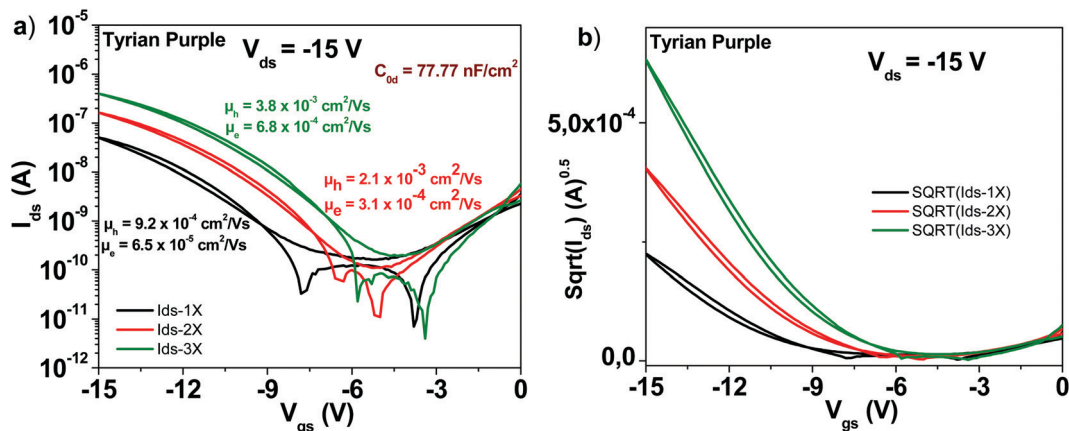 a)
Tyrian Purple
V_ds = -15 V
C_0d = 77.77 nF/cm^2
μ_h = 3.8 x 10^-3 cm^2/Vs
μ_e = 6.8 x 10^-4 cm^2/Vs
μ_h = 2.1 x 10^-3 cm^2/Vs
μ_e = 3.1 x 10^-4 cm^2/Vs
μ_h = 9.2 x 10^-4 cm^2/Vs
μ_e = 6.5 x 10^-5 cm^2/Vs
Ids-1X
Ids-2X
Ids-3X
I_ds (A)
10^-5
10^-6
10^-7
10^-8
10^-9
10^-10
10^-11
10^-12
-15 -12 -9 -6 -3 0
V_gs (V)
b)
Tyrian Purple
V_ds = -15 V
SQRT(Ids-1X)
SQRT(Ids-2X)
SQRT(Ids-3X)
Sqrt(I_ds) (A)^0.5
5,0x10^-4
0,0
-15 -12 -9 -6 -3 0
V_gs (V)